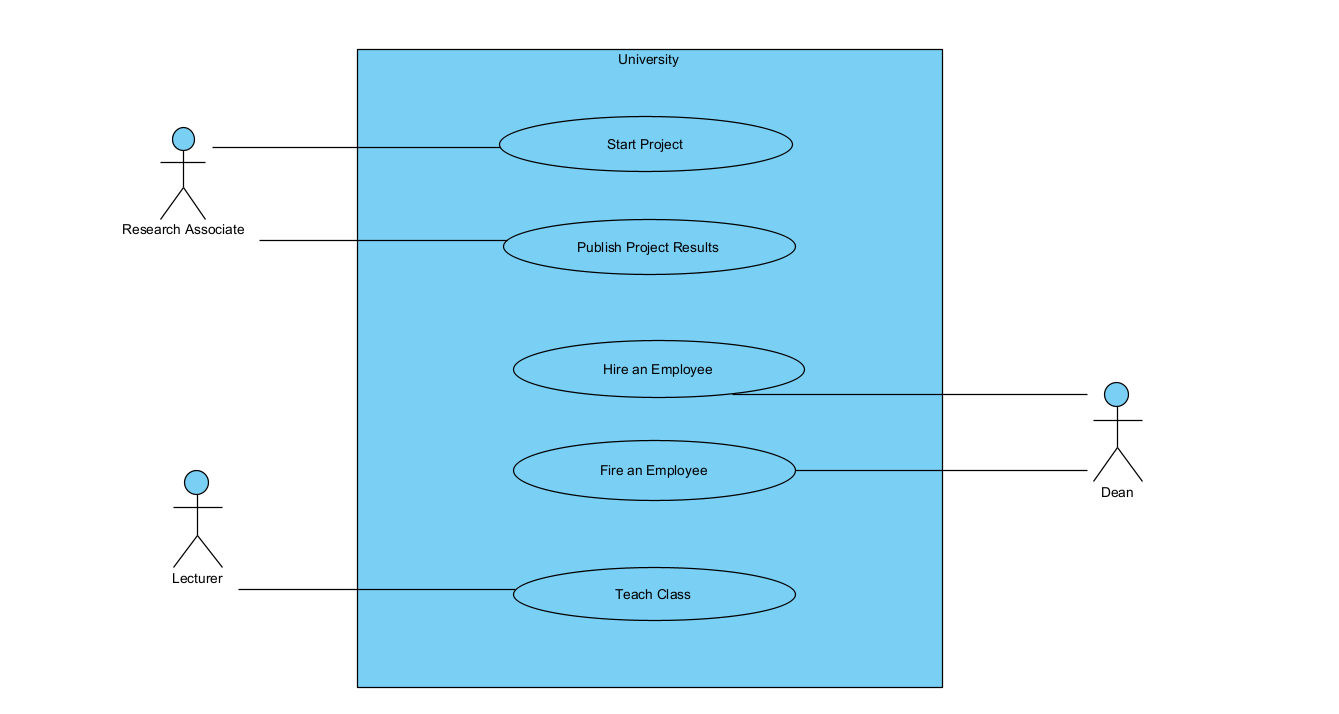 University
Start Project
Research Associate
Publish Project Results
Hire an Employee
Fire an Employee
Dean
Lecturer
Teach Class